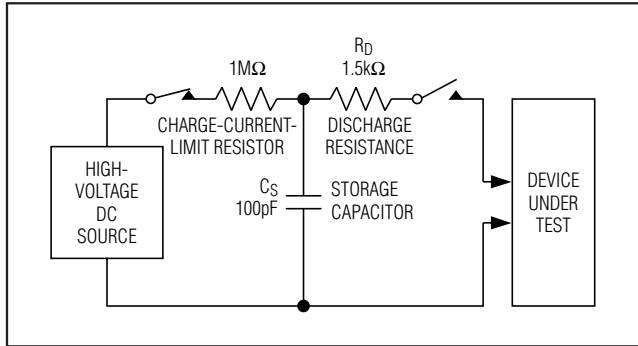 1MΩ
R_D
1.5kΩ
CHARGE-CURRENT-
LIMIT RESISTOR
DISCHARGE
RESISTANCE
HIGH-
VOLTAGE
DC
SOURCE
C_S
100pF
STORAGE
CAPACITOR
DEVICE
UNDER
TEST